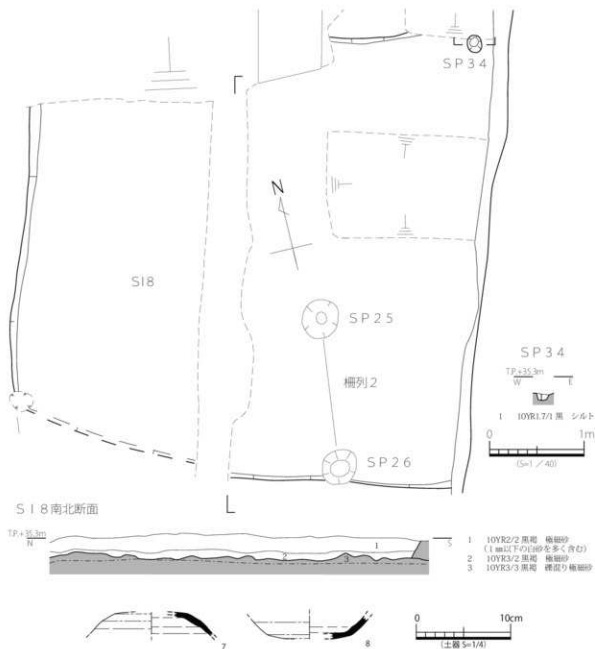 SP34
N
SI8
SP25
柵列2
SP26
SP34
T.P.+35.3m
W E
1 10YR1.7/1 黒 シルト
0 1m
(S=1/40)
SI8南北断面
T.P.+35.3m
N S
1
2 3
1 10YR2/2 黒褐 極細砂
(1㎜以下の白砂を多く含む)
2 10YR3/2 黒褐 極細砂
3 10YR3/3 黒褐 礫混り極細砂
7 8
0 10cm
(土器 S=1/4)